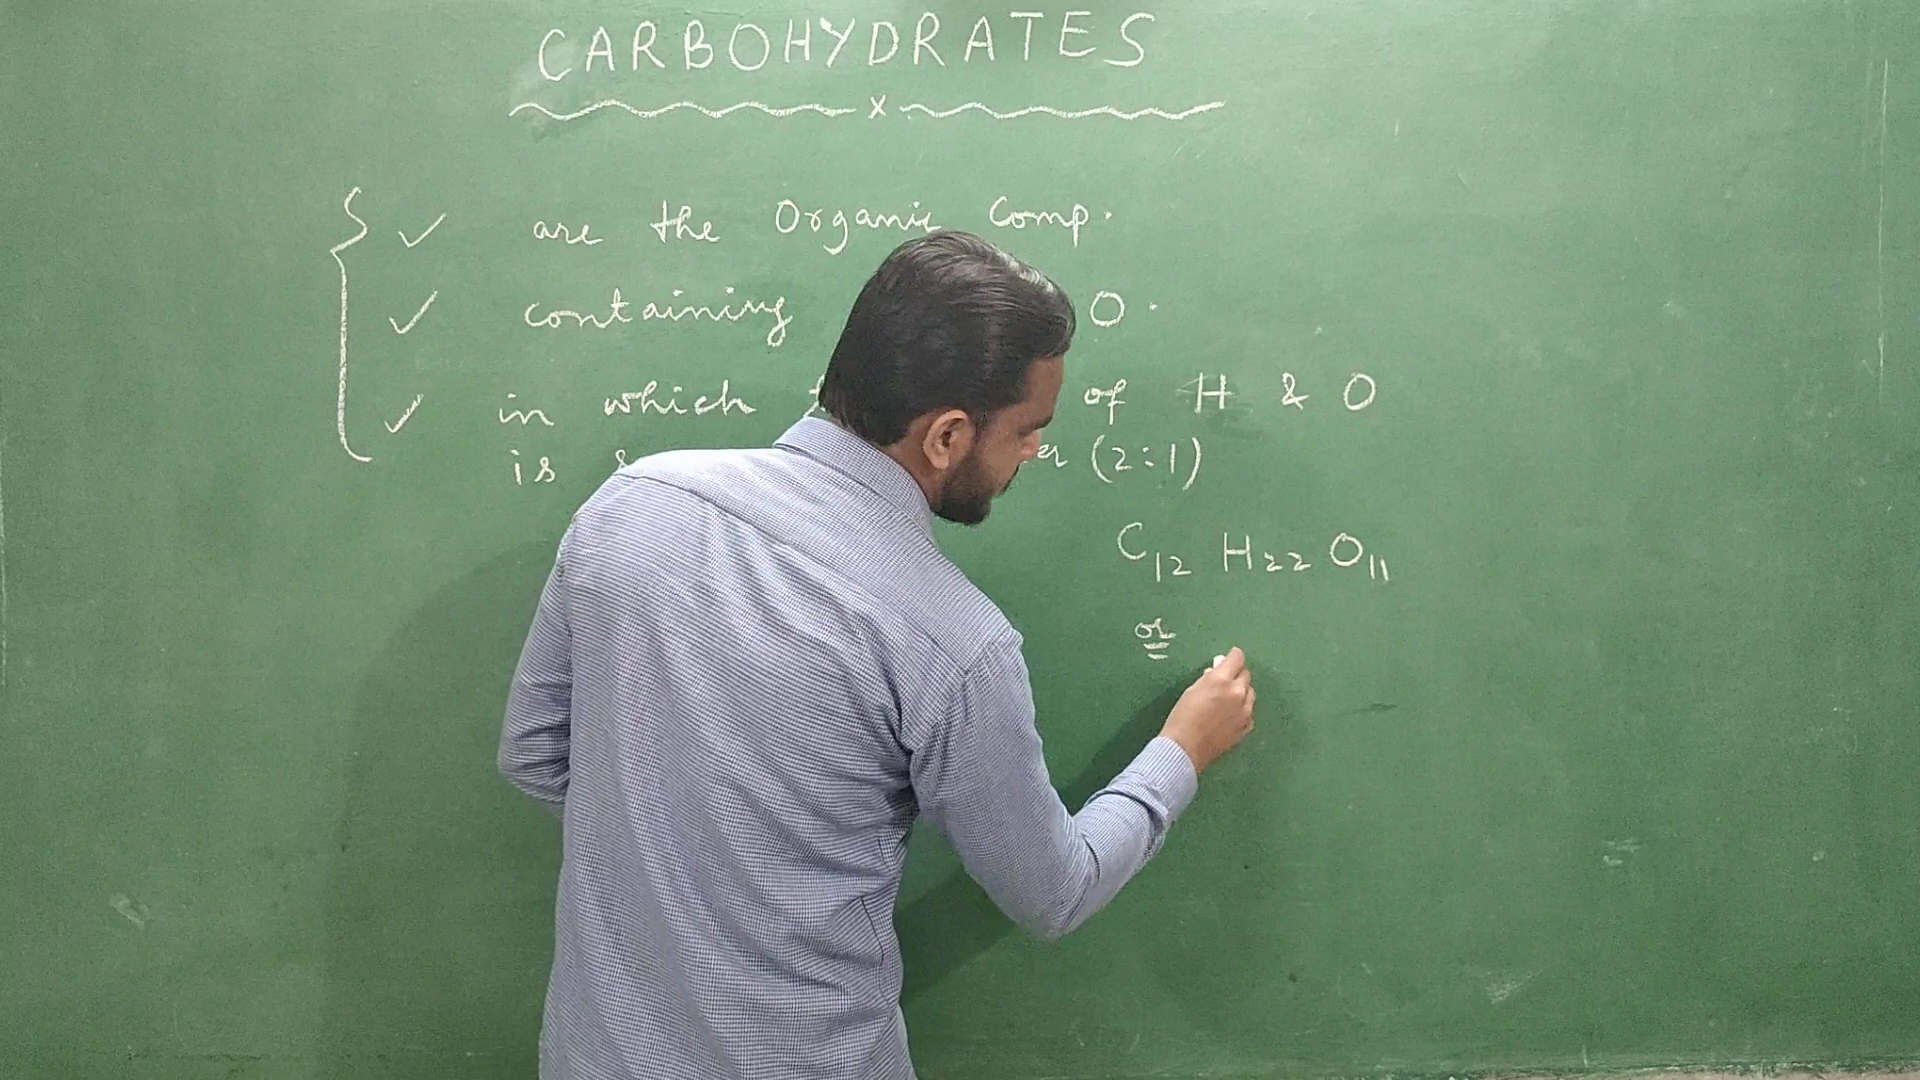 CARBOHYDRATES
x
are the Organic Comp.
containing O.
in which of H & O
is (2:1)
C12 H22 O11
or